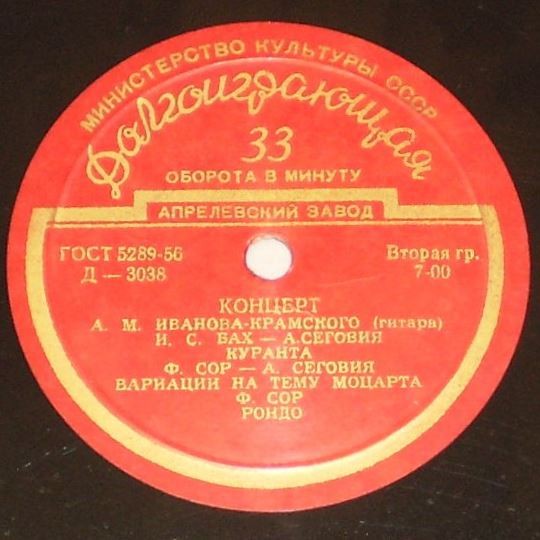 МИНИСТЕРСТВО КУЛЬТУРЫ СССР
Долгоиграющая
33
ОБОРОТА В МИНУТУ
АПРЕЛЕВСКИЙ ЗАВОД
ГОСТ 5289-56
Д — 3038
Вторая гр.
7-00
КОНЦЕРТ
А. М. ИВАНОВА-КРАМСКОГО (гитара)
И. С. БАХ — А. СЕГОВИЯ
КУРАНТА
Ф. СОР — А. СЕГОВИЯ
ВАРИАЦИИ НА ТЕМУ МОЦАРТА
Ф. СОР
РОНДО